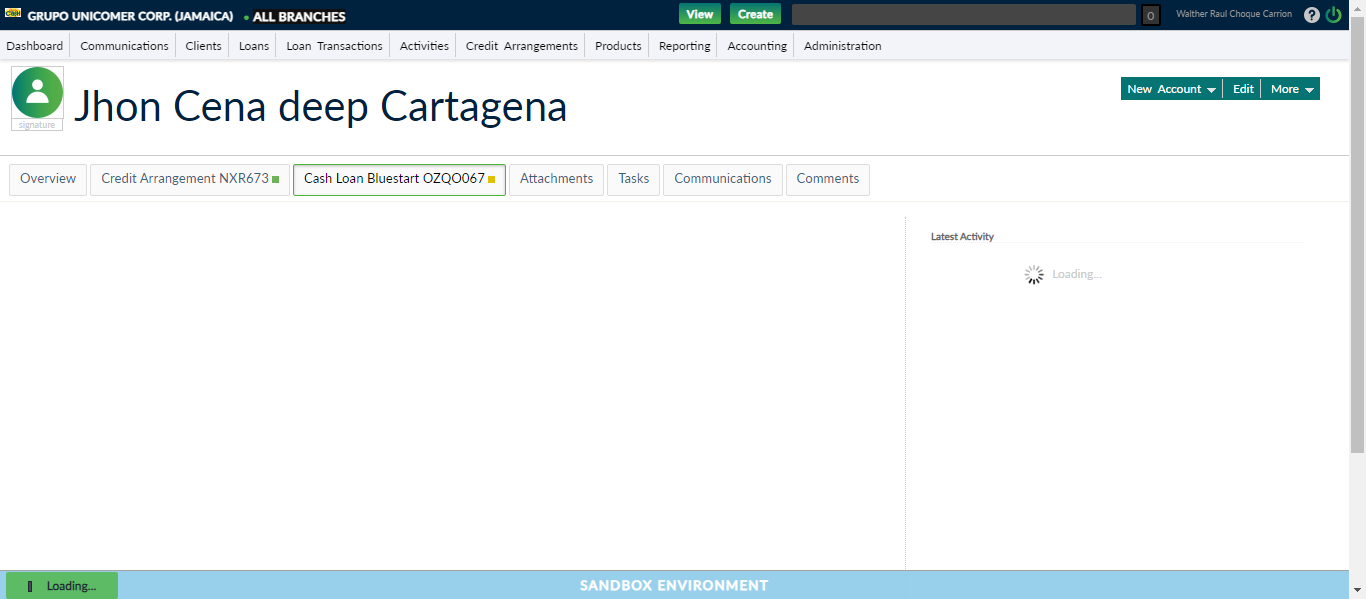 GRUPO UNICOMER CORP. (JAMAICA) • ALL BRANCHES View Create 0 Walther Raul Choque Carrion ?
Dashboard Communications Clients Loans Loan Transactions Activities Credit Arrangements Products Reporting Accounting Administration
Jhon Cena deep Cartagena
signature
New Account Edit More
Overview Credit Arrangement NXR673 Cash Loan Bluestart OZQO067 Attachments Tasks Communications Comments
Latest Activity
Loading...
Loading... SANDBOX ENVIRONMENT